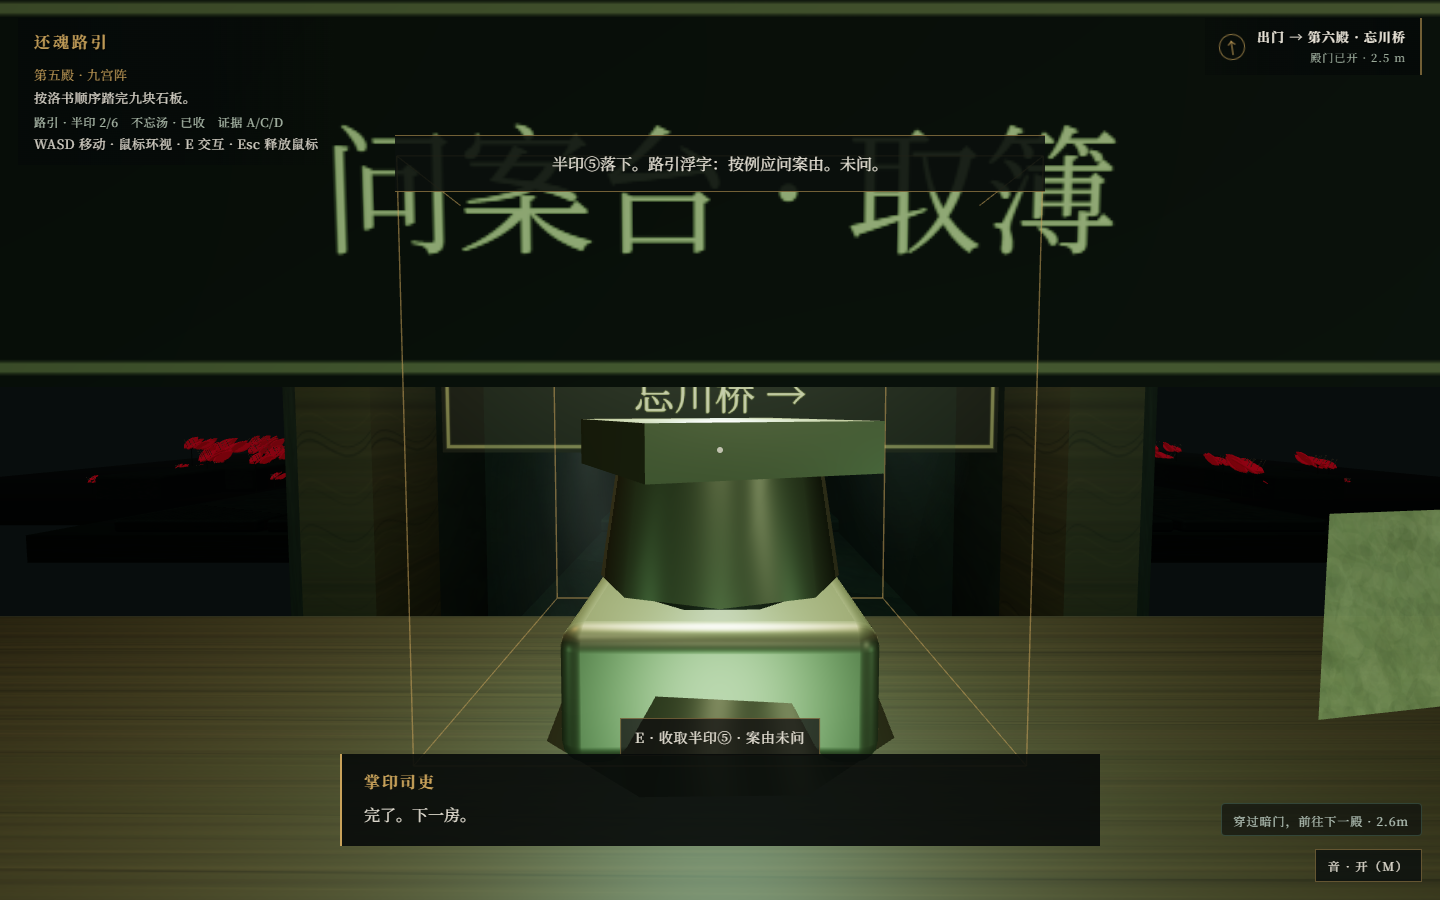 还魂路引
第五殿 · 九宫阵
按洛书顺序踏完九块石板。
路引 · 半印 2/6 不忘汤 · 已收 证据 A/C/D
WASD 移动 · 鼠标环视 · E 交互 · Esc 释放鼠标
出门 → 第六殿 · 忘川桥
殿门已开 · 2.5 m
半印⑤落下。路引浮字：按例应问案由。未问。
问案台 · 取簿
忘川桥 →
E · 收取半印⑤ · 案由未问
掌印司吏
完了。下一房。
穿过暗门，前往下一殿 · 2.6m
音 · 开（M）